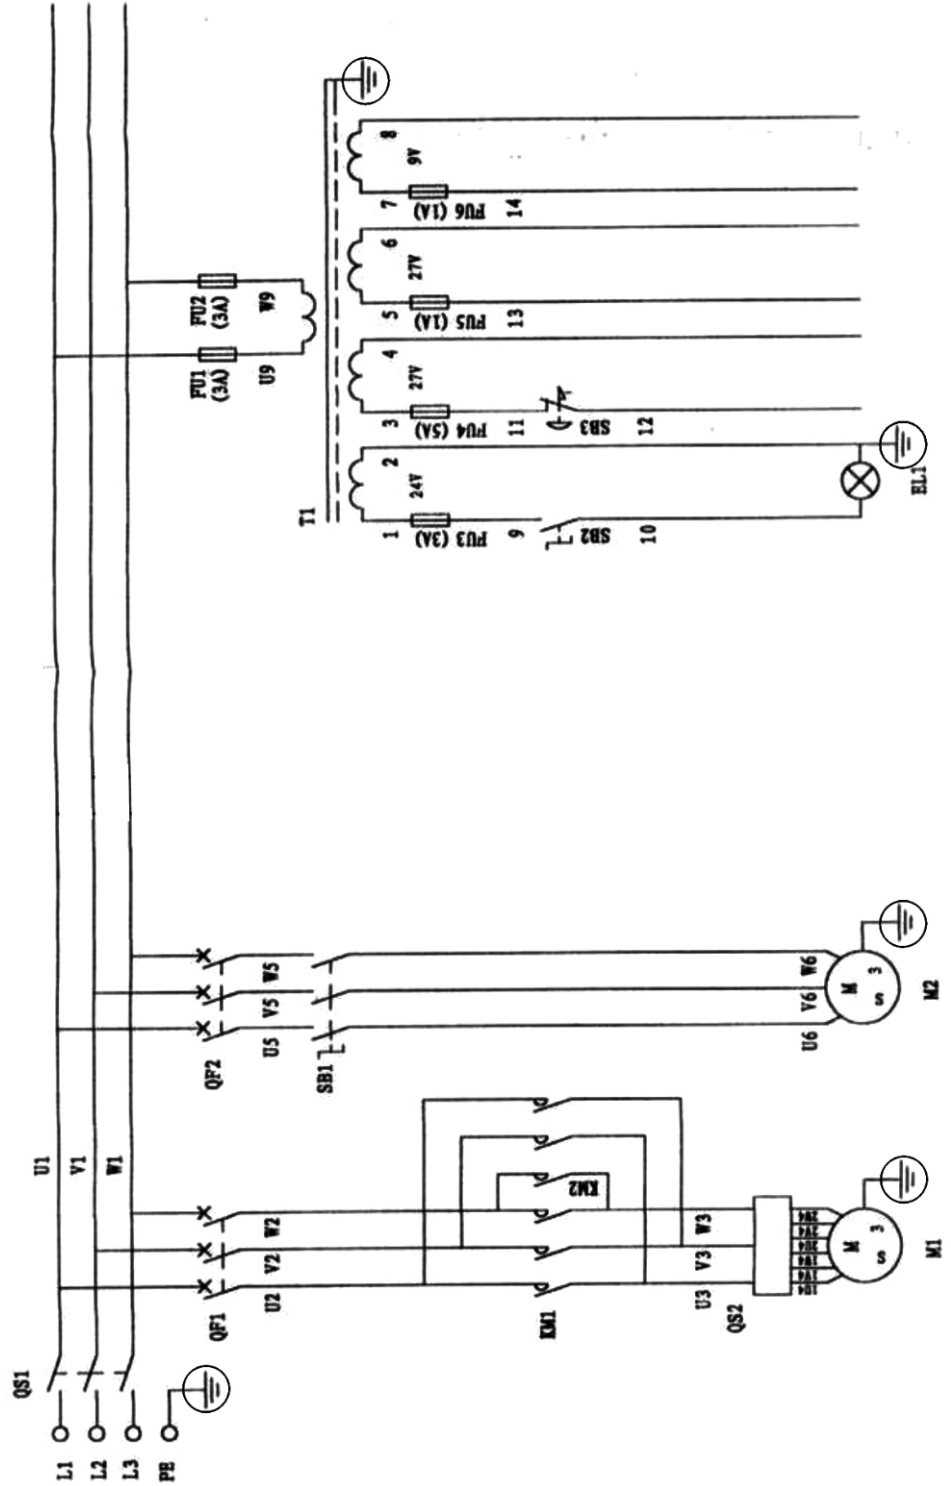 QS1
U1
V1
W1
L1
L2
L3
PE
QF1
QF2
FU1
(3A)
FU2
(3A)
U2
V2
W2
U5
V5
W5
U9
W9
T1
SB1
1
2
3
4
5
6
7
8
24V
27V
27V
9V
FU3 (3A)
FU4 (5A)
FU5 (1A)
FU6 (1A)
9
11
13
14
KM1
KM2
SB2
SB3
10
12
U3
V3
W3
QS2
U6
V6
W6
M
S 3
M
S 3
M1
M2
EL1